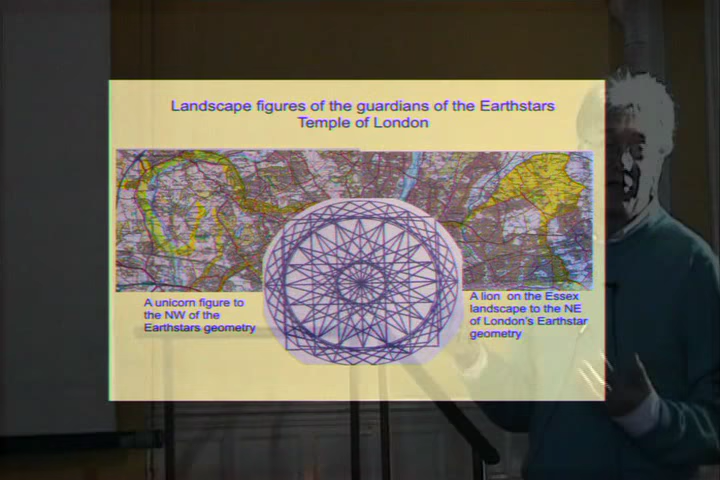 Landscape figures of the guardians of the Earthstars
Temple of London
A unicorn figure to
the NW of the
Earthstars geometry
A lion on the Essex
landscape to the NE
of London's Earthstar
geometry